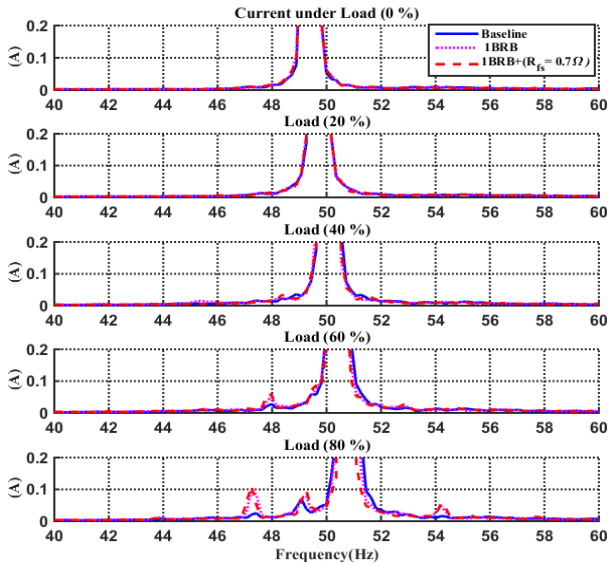 Current under Load (0 %)
0.2
0.1
0
(A)
Baseline
1BRB
1BRB+(Rfs= 0.7Ω)
40 42 44 46 48 50 52 54 56 58 60
Load (20 %)
0.2
0.1
0
(A)
40 42 44 46 48 50 52 54 56 58 60
Load (40 %)
0.2
0.1
0
(A)
40 42 44 46 48 50 52 54 56 58 60
Load (60 %)
0.2
0.1
0
(A)
40 42 44 46 48 50 52 54 56 58 60
Load (80 %)
0.2
0.1
0
(A)
40 42 44 46 48 50 52 54 56 58 60
Frequency(Hz)